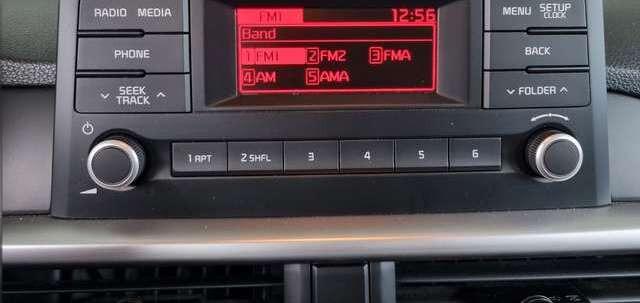 RADIO MEDIA
FM1 12:56
MENU SETUP
CLOCK
Band
PHONE
1 FM1 2 FM2 3 FMA
BACK
4 AM 5 AMA
SEEK
TRACK
FOLDER
1 APT 2 SHFL 3 4 5 6